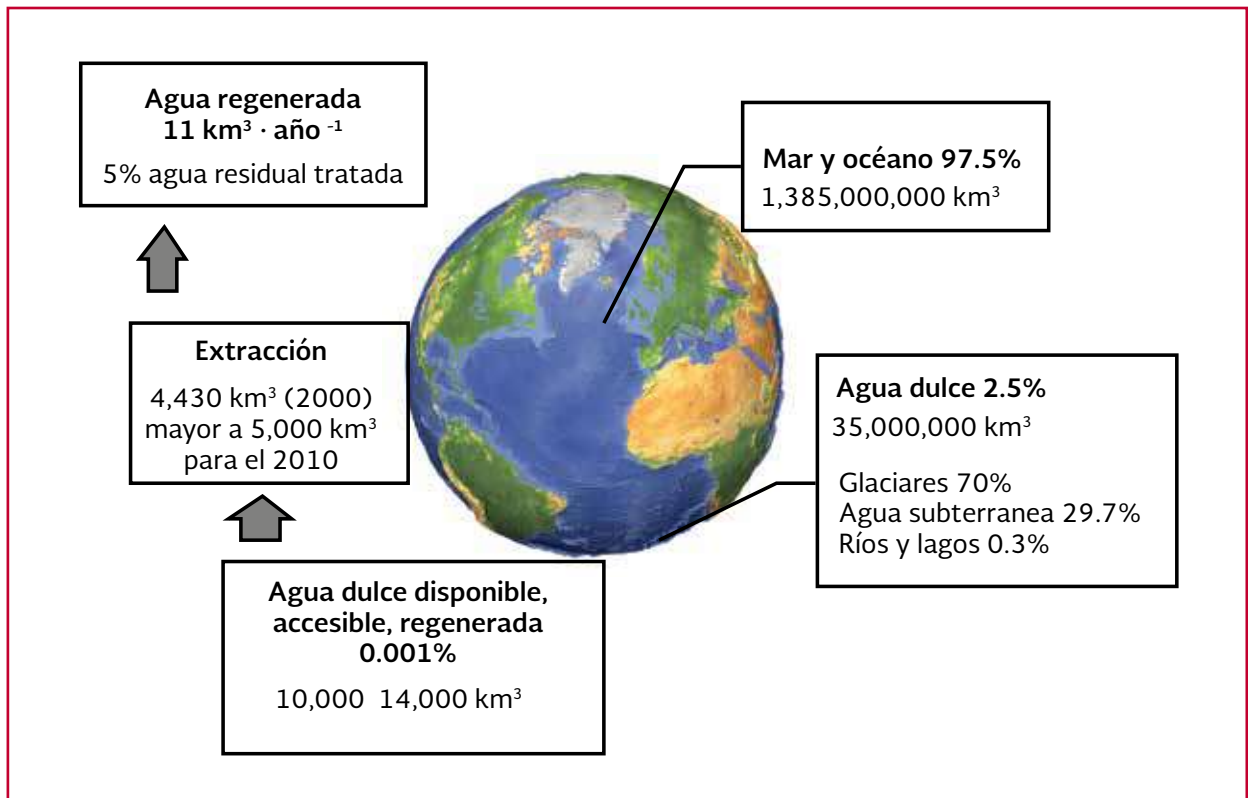 Agua regenerada
11 km³ · año ⁻¹
5% agua residual tratada
Mar y océano 97.5%
1,385,000,000 km³
Extracción
4,430 km³ (2000)
mayor a 5,000 km³
para el 2010
Agua dulce 2.5%
35,000,000 km³
Glaciares 70%
Agua subterranea 29.7%
Ríos y lagos 0.3%
Agua dulce disponible,
accesible, regenerada
0.001%
10,000 14,000 km³